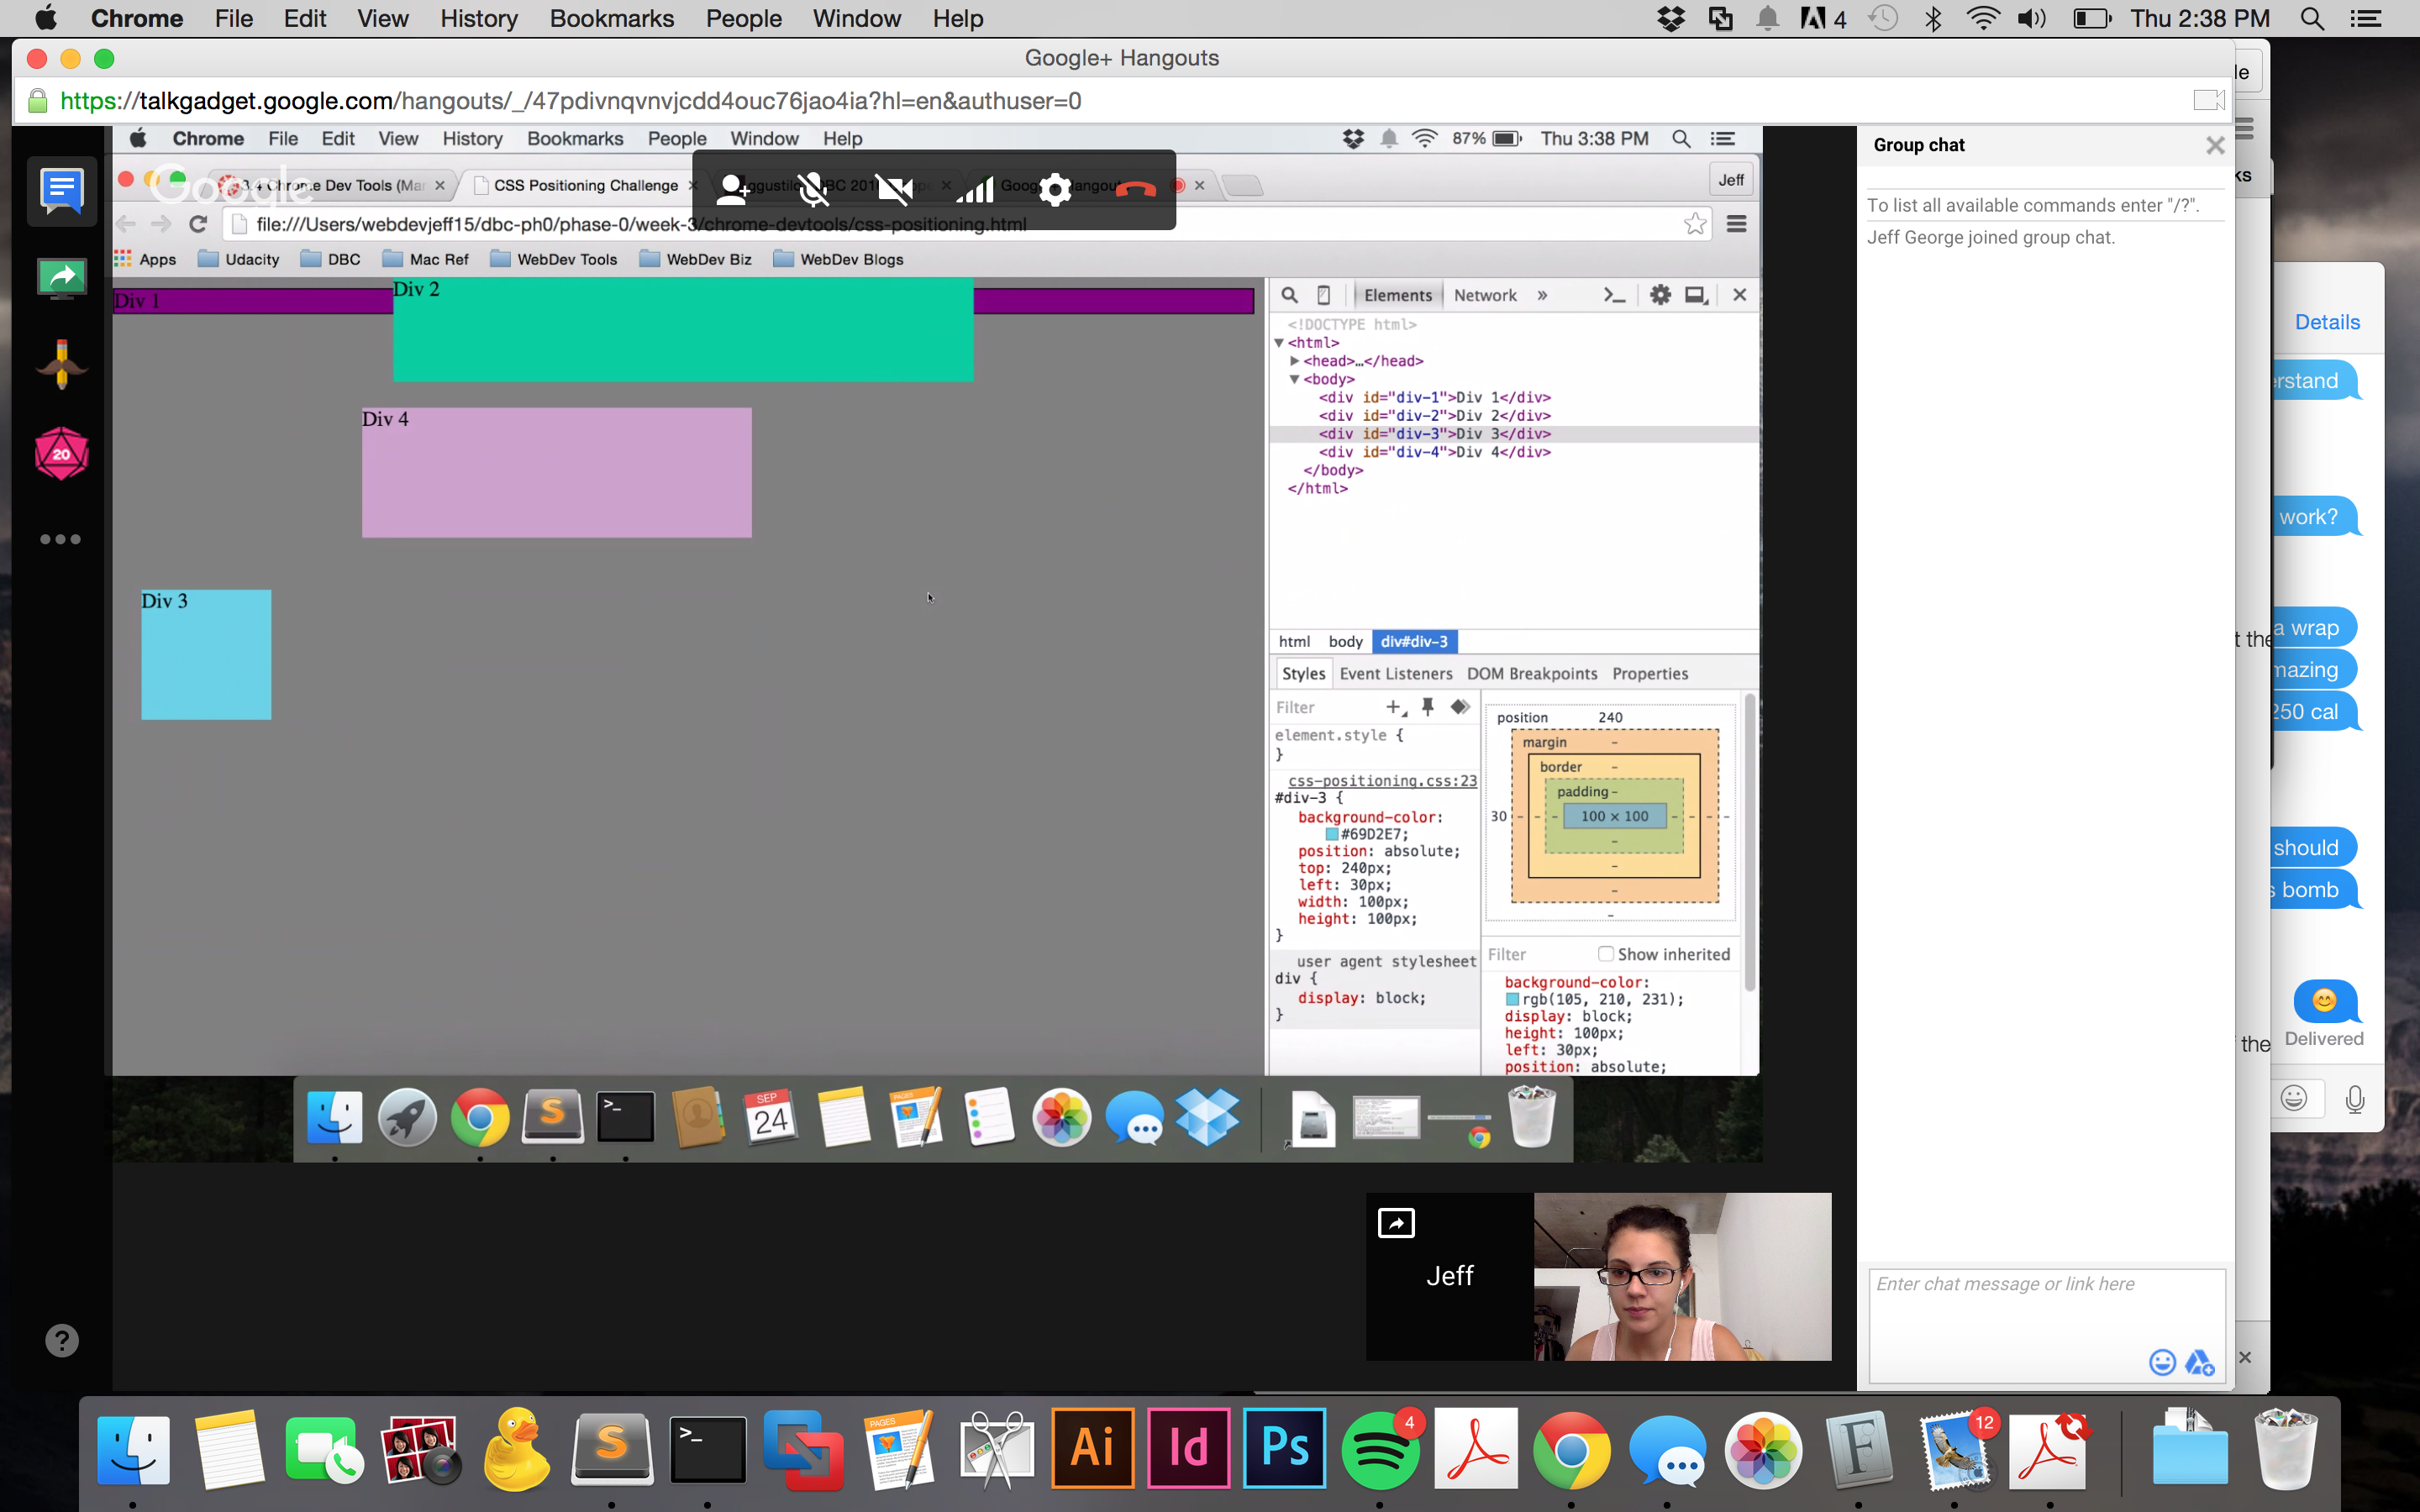 Chrome File Edit View History Bookmarks People Window Help
4 Thu 2:38 PM
Google+ Hangouts
https://talkgadget.google.com/hangouts/_/47pdivnqvnvjcdd4ouc76jao4ia?hl=en&authuser=0
Chrome File Edit View History Bookmarks People Window Help
87% Thu 3:38 PM
Google
3.4 Chrome Dev Tools (Mar
CSS Positioning Challenge
Jeff
file:///Users/webdevjeff15/dbc-ph0/phase-0/week-3/chrome-devtools/css-positioning.html
Apps Udacity DBC Mac Ref WebDev Tools WebDev Biz WebDev Blogs
Div 1
Div 2
Div 4
Div 3
20
Elements Network »
<!DOCTYPE html>
<html>
<head>…</head>
<body>
<div id="div-1">Div 1</div>
<div id="div-2">Div 2</div>
<div id="div-3">Div 3</div>
<div id="div-4">Div 4</div>
</body>
</html>
html body div#div-3
Styles Event Listeners DOM Breakpoints Properties
Filter
element.style {
}
css-positioning.css:23
#div-3 {
background-color:
#69D2E7;
position: absolute;
top: 240px;
left: 30px;
width: 100px;
height: 100px;
}
user agent stylesheet
div {
display: block;
}
position 240
margin -
border -
padding -
30 - - - 100 × 100 - - - -
-
-
-
-
Filter Show inherited
background-color:
rgb(105, 210, 231);
display: block;
height: 100px;
left: 30px;
position: absolute;
SEP
24
PAGES
Jeff
Group chat
To list all available commands enter "/?".
Jeff George joined group chat.
Enter chat message or link here
le
ks
Details
erstand
work?
t the
a wrap
mazing
250 cal
should
s bomb
Delivered
the
?
S
PAGES
Ai
Id
Ps
4
F
12